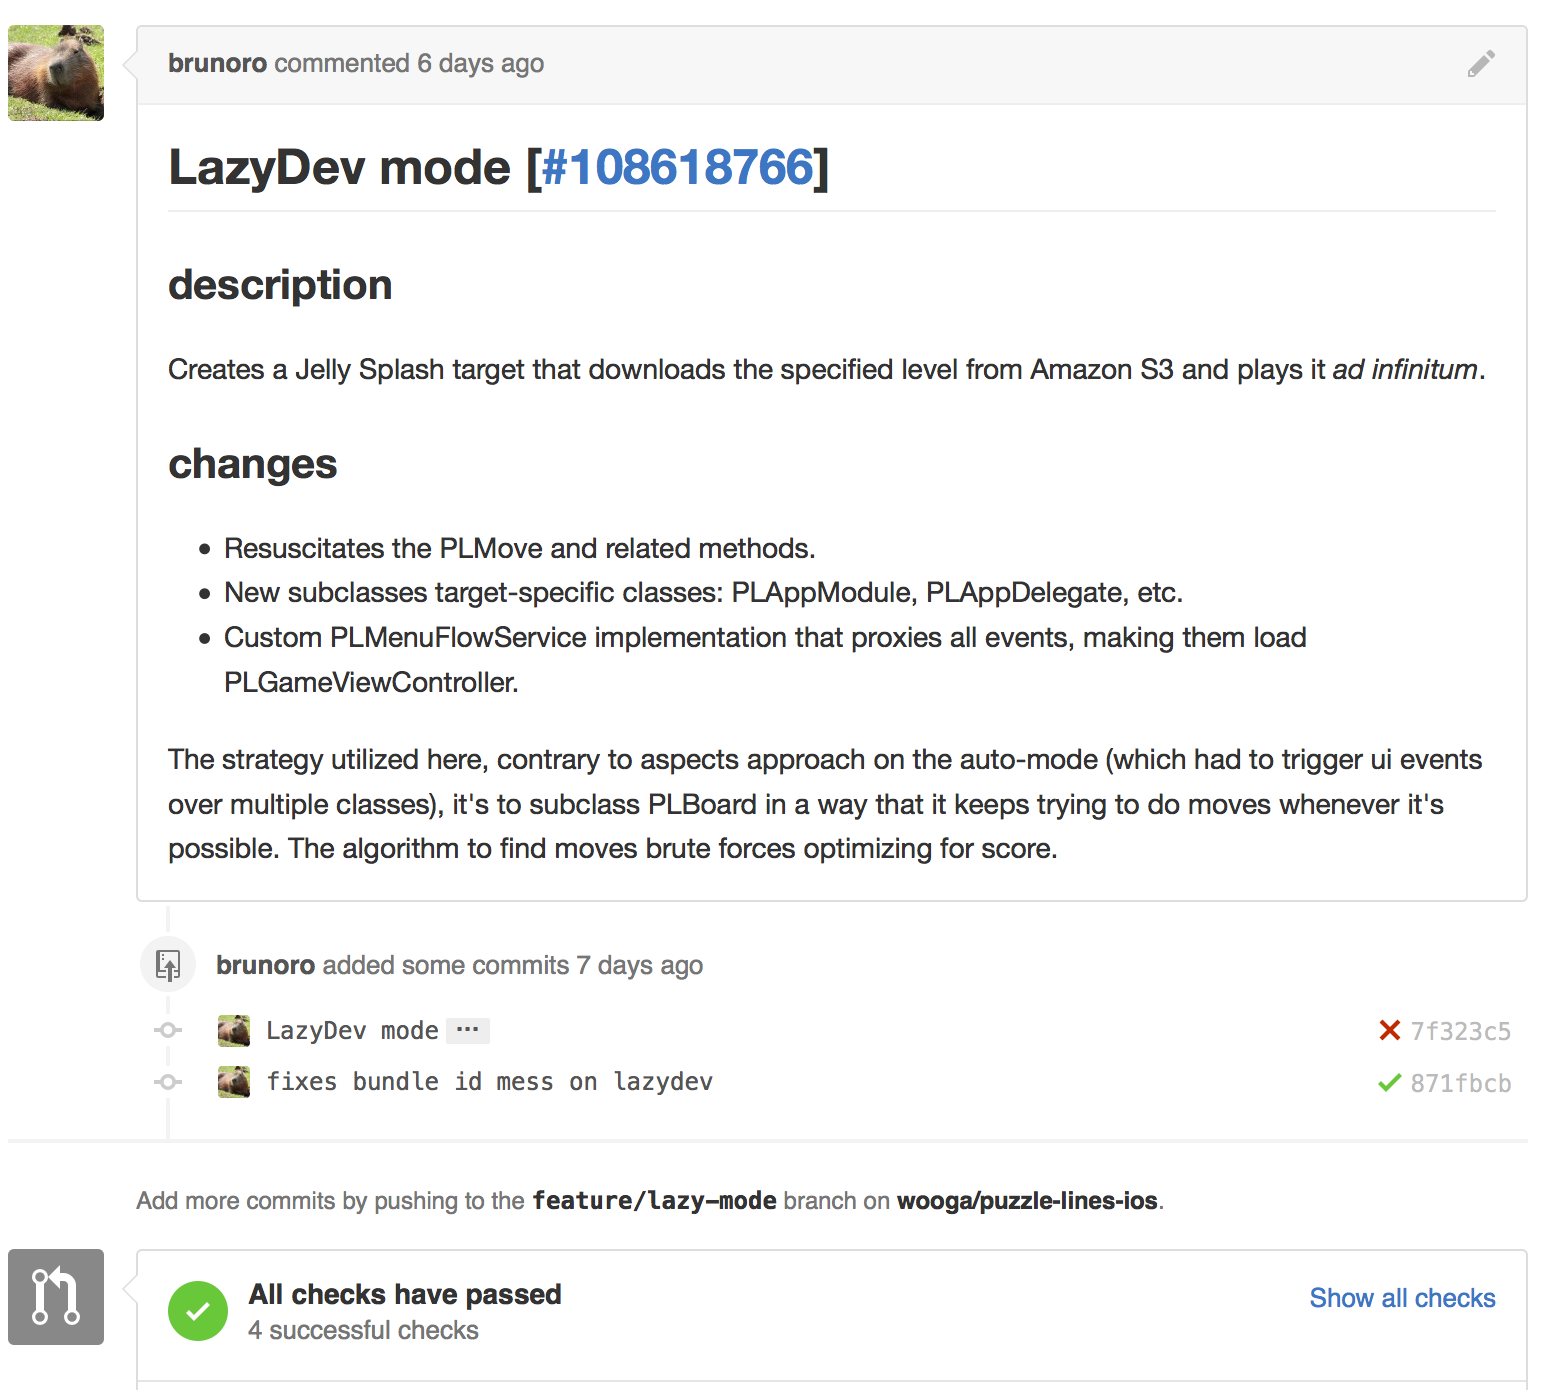 brunoro commented 6 days ago
LazyDev mode [#108618766]
description
Creates a Jelly Splash target that downloads the specified level from Amazon S3 and plays it ad infinitum.
changes
• Resuscitates the PLMove and related methods.
• New subclasses target-specific classes: PLAppModule, PLAppDelegate, etc.
• Custom PLMenuFlowService implementation that proxies all events, making them load
PLGameViewController.
The strategy utilized here, contrary to aspects approach on the auto-mode (which had to trigger ui events
over multiple classes), it's to subclass PLBoard in a way that it keeps trying to do moves whenever it's
possible. The algorithm to find moves brute forces optimizing for score.
brunoro added some commits 7 days ago
LazyDev mode ... 7f323c5
fixes bundle id mess on lazydev 871fbcb
Add more commits by pushing to the feature/lazy-mode branch on wooga/puzzle-lines-ios.
All checks have passed
Show all checks
4 successful checks